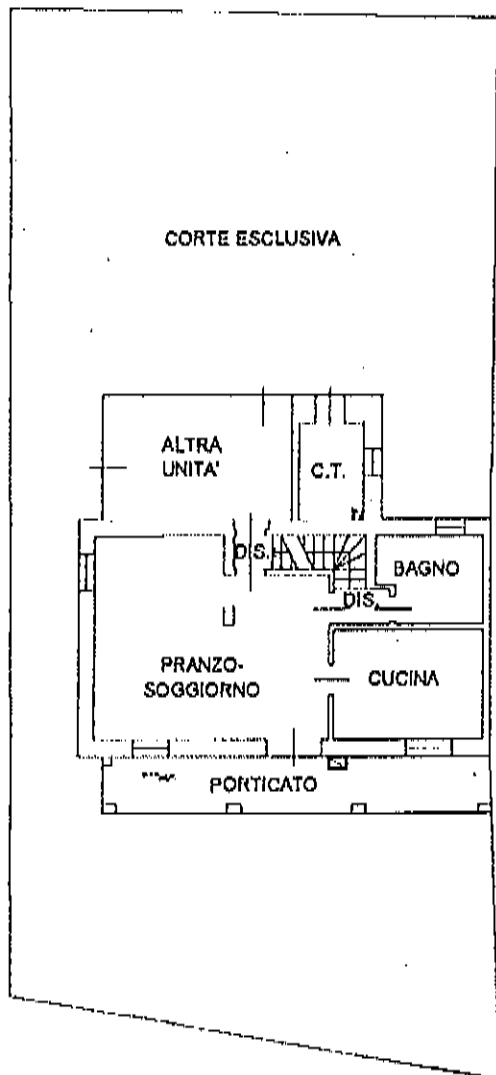 CORTE ESCLUSIVA
ALTRA
UNITA'
C.T.
DIS.
BAGNO
DIS.
PRANZO-
SOGGIORNO
CUCINA
PORTICATO